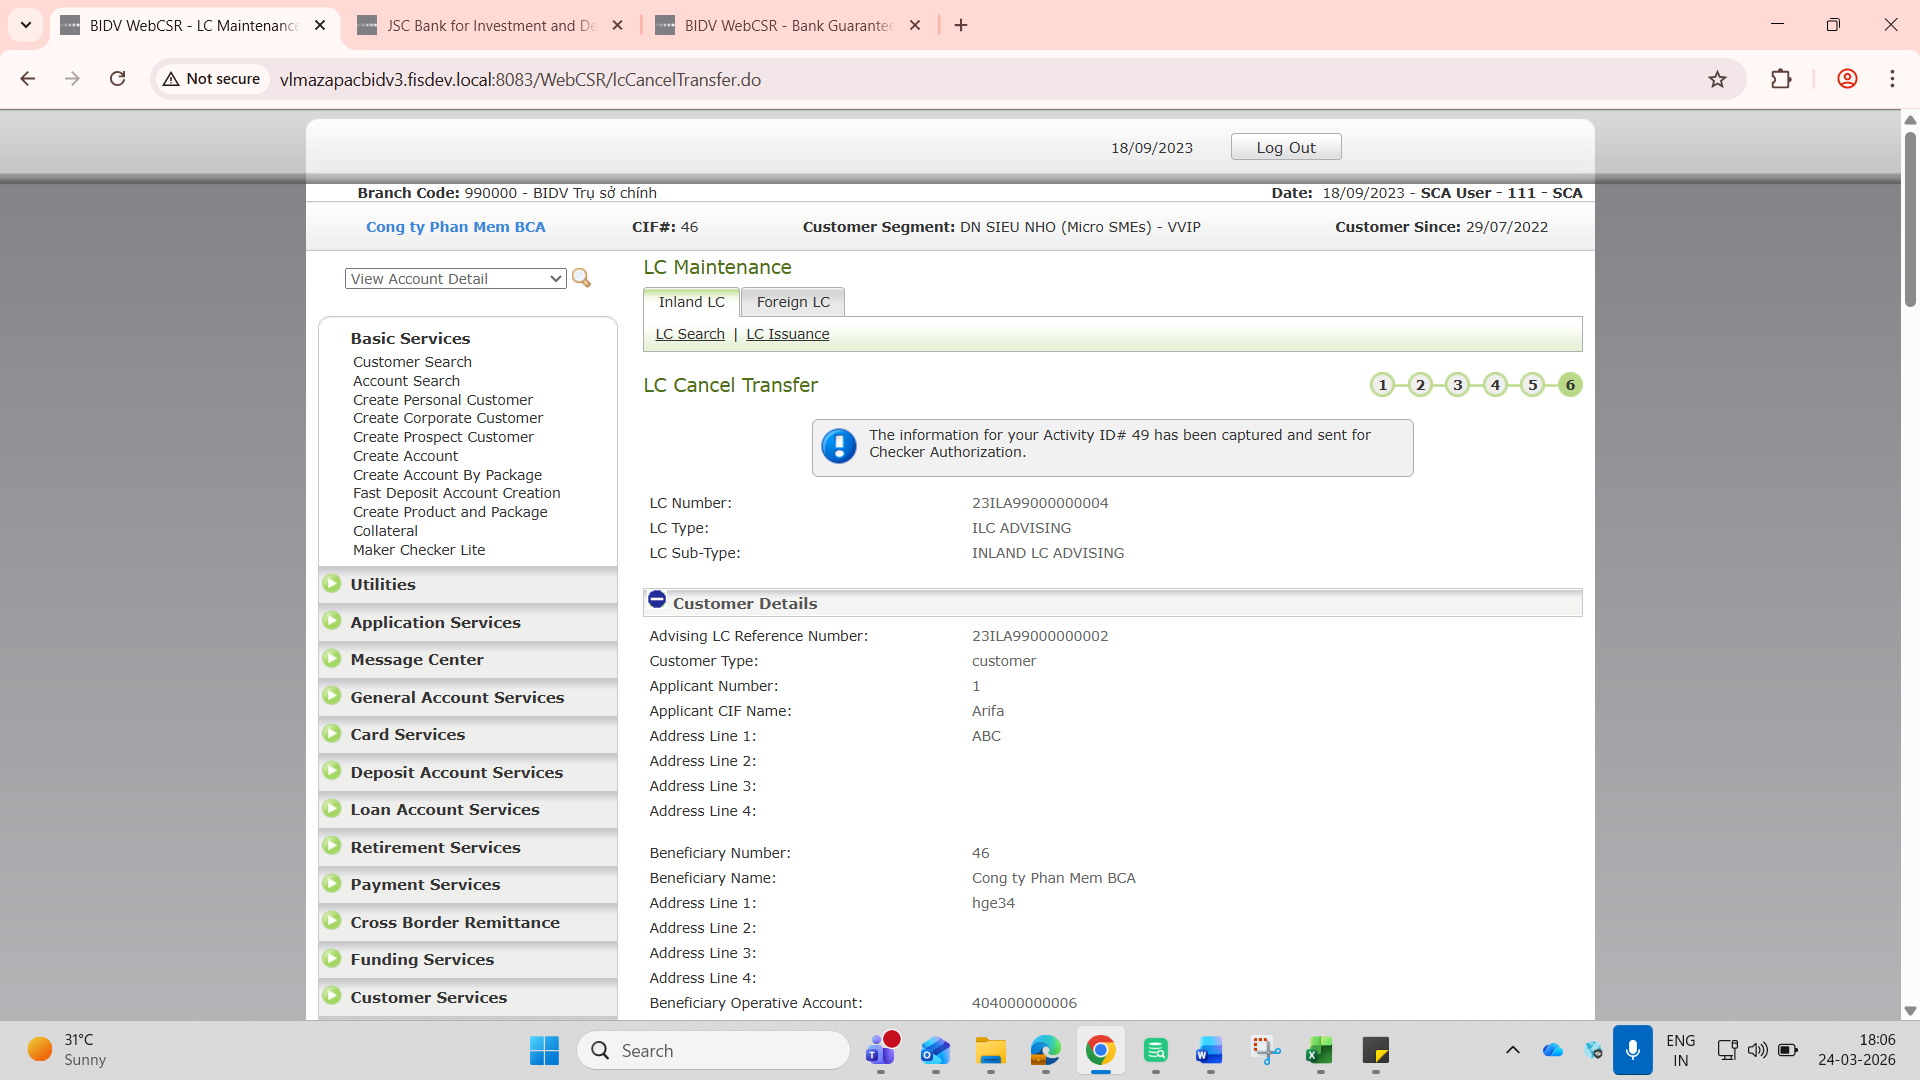 BIDV WebCSR - LC Maintenance
JSC Bank for Investment and De
BIDV WebCSR - Bank Guarantee
Not secure
vlmazapacbidv3.fisdev.local:8083/WebCSR/lcCancelTransfer.do
18/09/2023
Log Out
Branch Code: 990000 - BIDV Trụ sở chính
Date: 18/09/2023 - SCA User - 111 - SCA
Cong ty Phan Mem BCA
CIF#: 46
Customer Segment: DN SIEU NHO (Micro SMEs) - VVIP
Customer Since: 29/07/2022
View Account Detail
Basic Services
Customer Search
Account Search
Create Personal Customer
Create Corporate Customer
Create Prospect Customer
Create Account
Create Account By Package
Fast Deposit Account Creation
Create Product and Package
Collateral
Maker Checker Lite
Utilities
Application Services
Message Center
General Account Services
Card Services
Deposit Account Services
Loan Account Services
Retirement Services
Payment Services
Cross Border Remittance
Funding Services
Customer Services
LC Maintenance
Inland LC
Foreign LC
LC Search | LC Issuance
LC Cancel Transfer
1 2 3 4 5 6
The information for your Activity ID# 49 has been captured and sent for
Checker Authorization.
LC Number: 23ILA99000000004
LC Type: ILC ADVISING
LC Sub-Type: INLAND LC ADVISING
Customer Details
Advising LC Reference Number: 23ILA99000000002
Customer Type: customer
Applicant Number: 1
Applicant CIF Name: Arifa
Address Line 1: ABC
Address Line 2:
Address Line 3:
Address Line 4:
Beneficiary Number: 46
Beneficiary Name: Cong ty Phan Mem BCA
Address Line 1: hge34
Address Line 2:
Address Line 3:
Address Line 4:
Beneficiary Operative Account: 404000000006
31°C
Sunny
Search
ENG
IN
18:06
24-03-2026